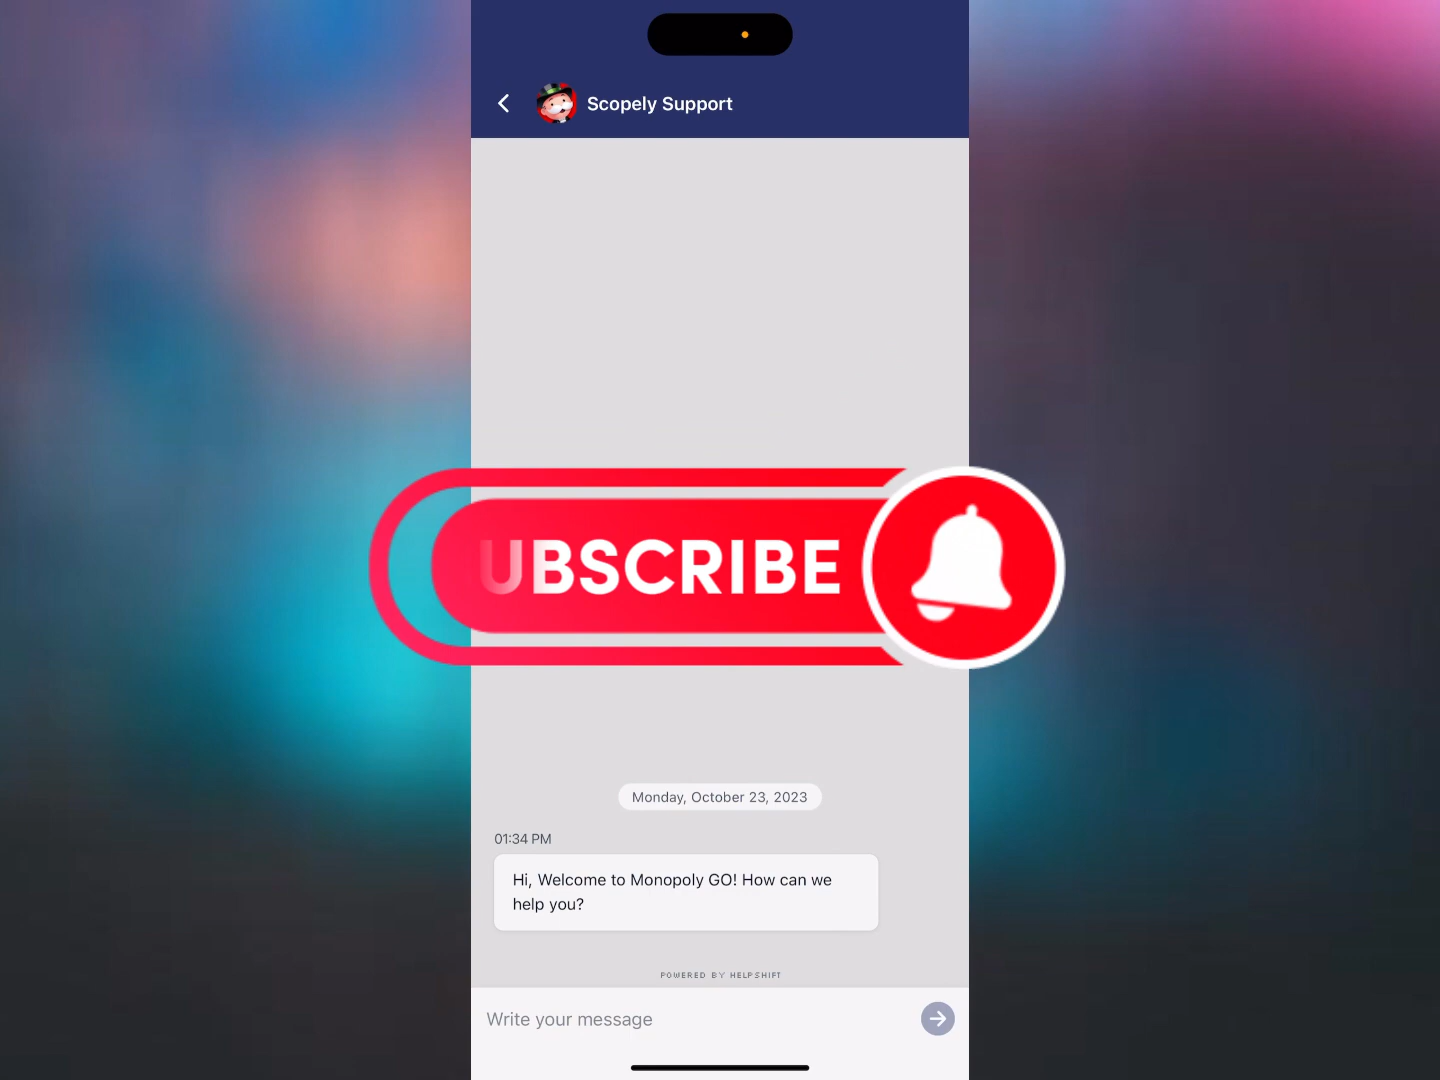 Scopely Support
UBSCRIBE
Monday, October 23, 2023
01:34 PM
Hi, Welcome to Monopoly GO! How can we
help you?
POWERED BY HELPSHIFT
Write your message